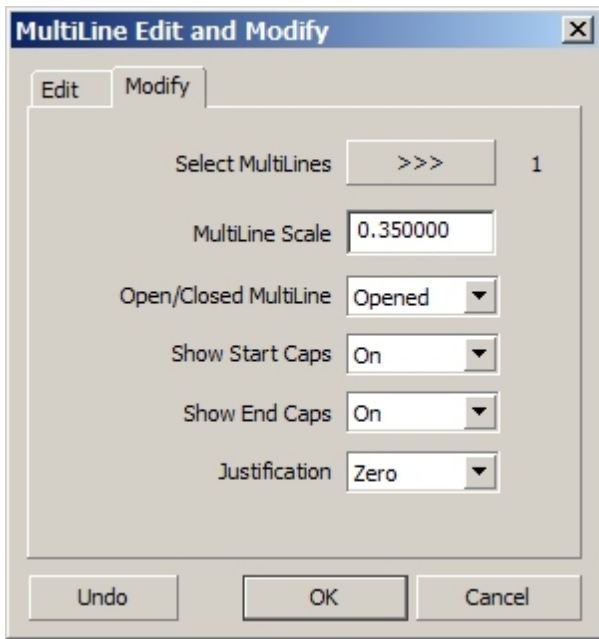 MultiLine Edit and Modify
Edit Modify
Select MultiLines >>> 1
MultiLine Scale 0.350000
Open/Closed MultiLine Opened
Show Start Caps On
Show End Caps On
Justification Zero
Undo OK Cancel